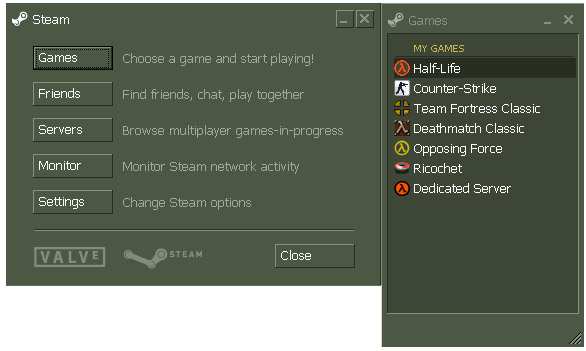 Steam
Games
Choose a game and start playing!
Friends
Find friends, chat, play together
Servers
Browse multiplayer games-in-progress
Monitor
Monitor Steam network activity
Settings
Change Steam options
VALVE
STEAM
Close
Games
MY GAMES
Half-Life
Counter-Strike
Team Fortress Classic
Deathmatch Classic
Opposing Force
Ricochet
Dedicated Server